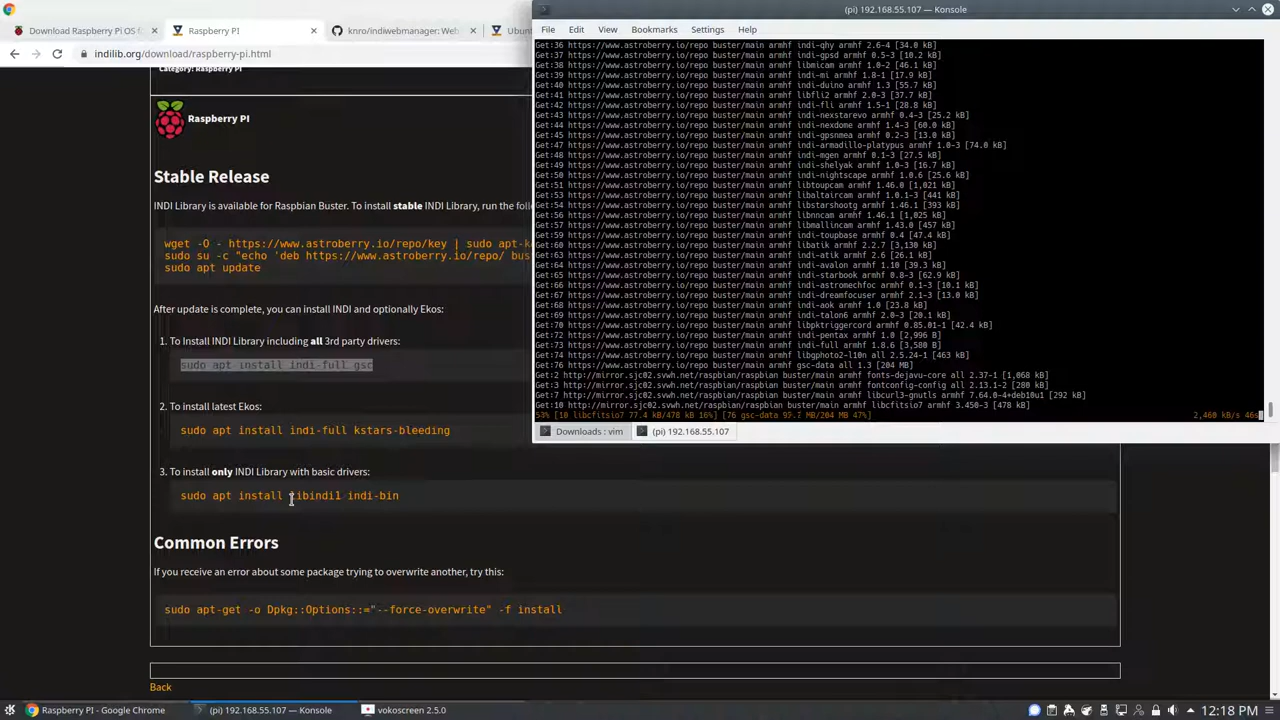 Download Raspberry Pi OS fo
Raspberry PI
knro/indiwebmanager: Web
Ubun
indilib.org/download/raspberry-pi.html
Category: Raspberry PI
Raspberry PI
Stable Release
INDI Library is available for Raspbian Buster. To install stable INDI Library, run the follo
wget -O - https://www.astroberry.io/repo/key | sudo apt-k
sudo su -c "echo 'deb https://www.astroberry.io/repo/ bus
sudo apt update
After update is complete, you can install INDI and optionally Ekos:
1. To Install INDI Library including all 3rd party drivers:
sudo apt install indi-full gsc
2. To install latest Ekos:
sudo apt install indi-full kstars-bleeding
3. To install only INDI Library with basic drivers:
sudo apt install libindi1 indi-bin
Common Errors
If you receive an error about some package trying to overwrite another, try this:
sudo apt-get -o Dpkg::Options::="--force-overwrite" -f install
Back
(pi) 192.168.55.107 — Konsole
File Edit View Bookmarks Settings Help
Get:36 https://www.astroberry.io/repo buster/main armhf indi-qhy armhf 2.6-4 [34.0 kB]
Get:37 https://www.astroberry.io/repo buster/main armhf indi-gpsd armhf 0.5-3 [10.2 kB]
Get:38 https://www.astroberry.io/repo buster/main armhf libmicam armhf 1.0-2 [46.1 kB]
Get:39 https://www.astroberry.io/repo buster/main armhf indi-mi armhf 1.8-1 [17.9 kB]
Get:40 https://www.astroberry.io/repo buster/main armhf indi-duino armhf 1.3 [55.7 kB]
Get:41 https://www.astroberry.io/repo buster/main armhf libfli2 armhf 2.0-3 [37.7 kB]
Get:42 https://www.astroberry.io/repo buster/main armhf indi-fli armhf 1.5-1 [28.8 kB]
Get:43 https://www.astroberry.io/repo buster/main armhf indi-nexstarevo armhf 0.4-3 [25.2 kB]
Get:44 https://www.astroberry.io/repo buster/main armhf indi-nexdome armhf 1.4-3 [60.0 kB]
Get:45 https://www.astroberry.io/repo buster/main armhf indi-gpsnmea armhf 0.2-3 [13.0 kB]
Get:47 https://www.astroberry.io/repo buster/main armhf indi-armadillo-platypus armhf 1.0-3 [74.0 kB]
Get:48 https://www.astroberry.io/repo buster/main armhf indi-mgen armhf 0.1-3 [27.5 kB]
Get:49 https://www.astroberry.io/repo buster/main armhf indi-shelyak armhf 1.0-3 [16.7 kB]
Get:50 https://www.astroberry.io/repo buster/main armhf indi-nightscape armhf 1.0.6 [25.6 kB]
Get:51 https://www.astroberry.io/repo buster/main armhf libtoupcam armhf 1.46.0 [1,021 kB]
Get:53 https://www.astroberry.io/repo buster/main armhf libaltaircam armhf 1.0.1-3 [441 kB]
Get:54 https://www.astroberry.io/repo buster/main armhf libstarshootg armhf 1.46.1 [393 kB]
Get:56 https://www.astroberry.io/repo buster/main armhf libnncam armhf 1.46.1 [1,025 kB]
Get:57 https://www.astroberry.io/repo buster/main armhf libmallincam armhf 1.43.0 [457 kB]
Get:59 https://www.astroberry.io/repo buster/main armhf indi-toupbase armhf 0.4 [47.4 kB]
Get:60 https://www.astroberry.io/repo buster/main armhf libatik armhf 2.2.7 [3,130 kB]
Get:63 https://www.astroberry.io/repo buster/main armhf indi-atik armhf 2.6 [26.1 kB]
Get:64 https://www.astroberry.io/repo buster/main armhf indi-avalon armhf 1.10 [39.3 kB]
Get:65 https://www.astroberry.io/repo buster/main armhf indi-starbook armhf 0.8-3 [62.9 kB]
Get:66 https://www.astroberry.io/repo buster/main armhf indi-astromechfoc armhf 0.1-3 [10.1 kB]
Get:67 https://www.astroberry.io/repo buster/main armhf indi-dreamfocuser armhf 2.1-3 [13.0 kB]
Get:68 https://www.astroberry.io/repo buster/main armhf indi-aok armhf 1.0 [23.8 kB]
Get:69 https://www.astroberry.io/repo buster/main armhf indi-talon6 armhf 2.0-3 [20.1 kB]
Get:70 https://www.astroberry.io/repo buster/main armhf libpktriggercord armhf 0.85.01-1 [42.4 kB]
Get:72 https://www.astroberry.io/repo buster/main armhf indi-pentax armhf 1.0 [2,996 B]
Get:73 https://www.astroberry.io/repo buster/main armhf indi-full armhf 1.8.6 [3,580 B]
Get:74 https://www.astroberry.io/repo buster/main armhf libgphoto2-l10n all 2.5.24-1 [463 kB]
Get:76 https://www.astroberry.io/repo buster/main armhf gsc-data all 1.3 [204 MB]
Get:2 http://mirror.sjc02.svwh.net/raspbian/raspbian buster/main armhf fonts-dejavu-core all 2.37-1 [1,068 kB]
Get:3 http://mirror.sjc02.svwh.net/raspbian/raspbian buster/main armhf fontconfig-config all 2.13.1-2 [280 kB]
Get:7 http://mirror.sjc02.svwh.net/raspbian/raspbian buster/main armhf libcurl3-gnutls armhf 7.64.0-4+deb10u1 [292 kB]
Get:10 http://mirror.sjc02.svwh.net/raspbian/raspbian buster/main armhf libcfitsio7 armhf 3.450-3 [478 kB]
53% [10 libcfitsio7 77.4 kB/478 kB 16%] [76 gsc-data 95.7 MB/204 MB 47%] 2,460 kB/s 46s
Downloads : vim
(pi) 192.168.55.107
Raspberry PI - Google Chrome
(pi) 192.168.55.107 — Konsole
vokoscreen 2.5.0
12:18 PM